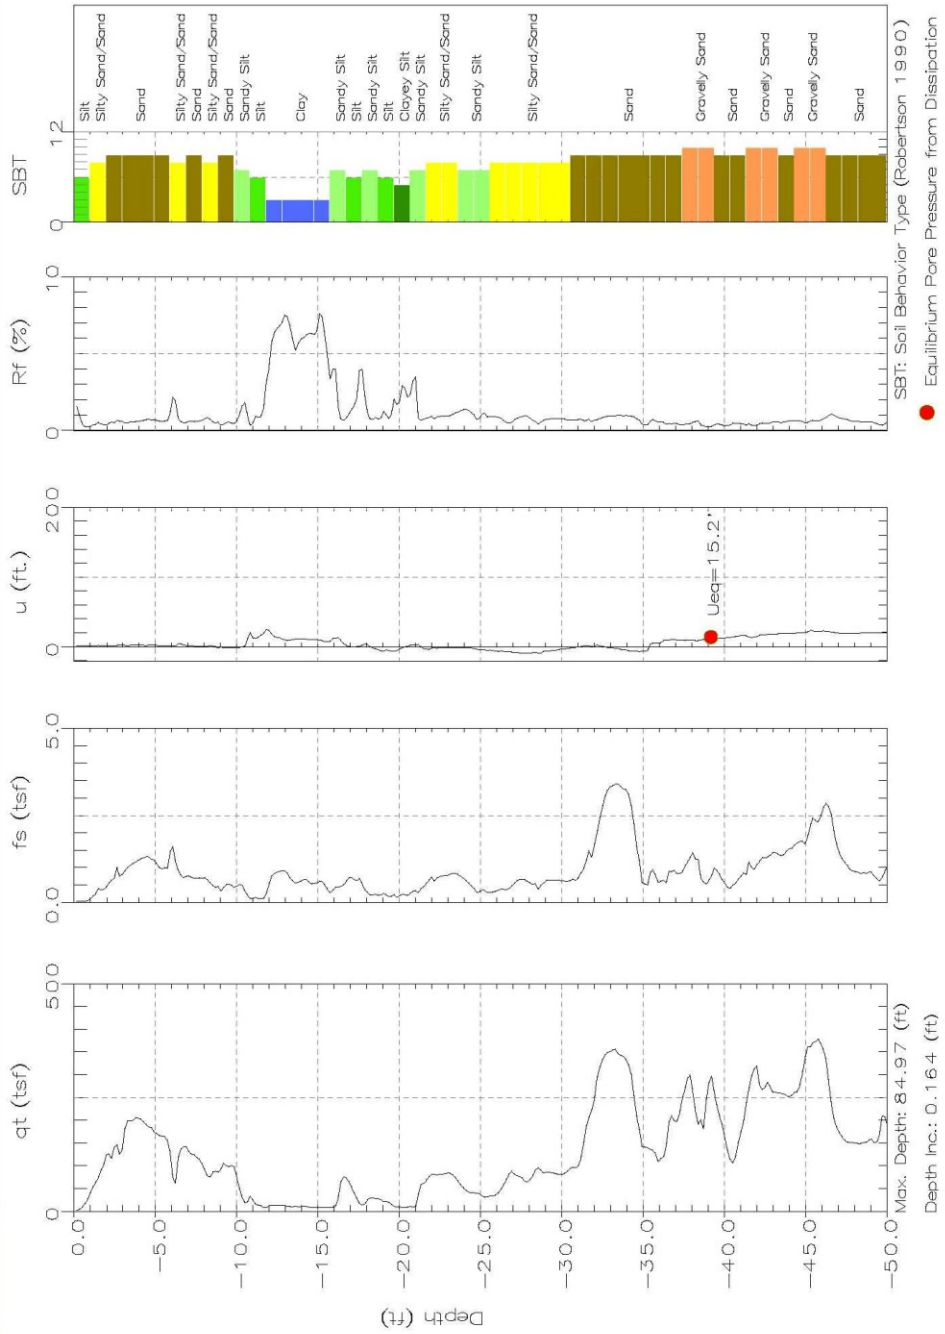 qt (tsf)
fs (tsf)
u (ft.)
Rf (%)
SBT
0
500
0.0
5.0
0
200
0
10
0
12
Depth (ft)
0.0
-5.0
-10.0
-15.0
-20.0
-25.0
-30.0
-35.0
-40.0
-45.0
-50.0
Ueq=15.2'
Silt
Silty Sand/Sand
Sand
Silty Sand/Sand
Sand
Silty Sand/Sand
Sand
Sandy Silt
Silt
Clay
Sandy Silt
Silt
Sandy Silt
Silt
Clayey Silt
Sandy Silt
Silty Sand/Sand
Sandy Silt
Silty Sand/Sand
Sand
Gravelly Sand
Sand
Gravelly Sand
Sand
Gravelly Sand
Sand
Max. Depth: 84.97 (ft)
Depth Inc.: 0.164 (ft)
SBT: Soil Behavior Type (Robertson 1990)
Equilibrium Pore Pressure from Dissipation